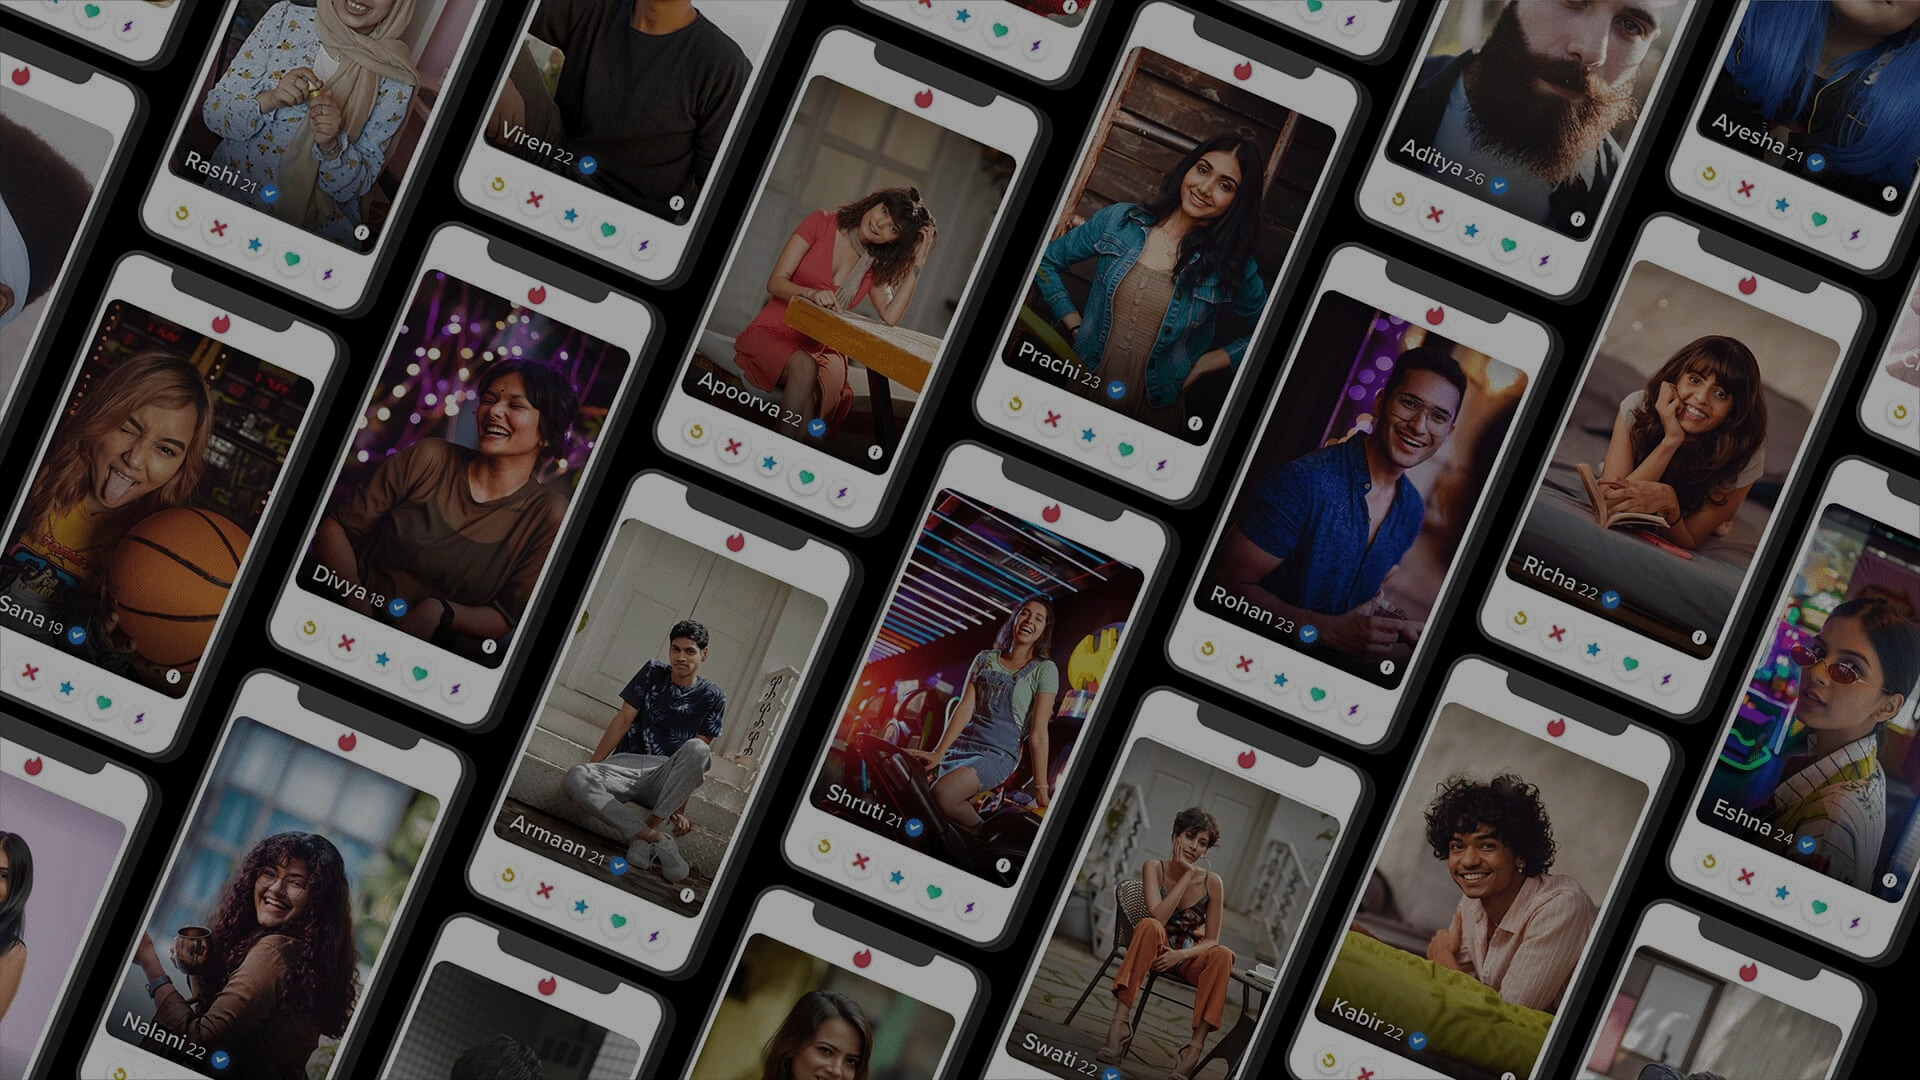 Rashi 21
Viren 22
Aditya 26
Ayesha 21
Apoorva 22
Prachi 23
Sana 19
Divya 18
Rohan 23
Richa 22
Armaan 21
Shruti 21
Eshna 24
Nalani 22
Swati 22
Kabir 22